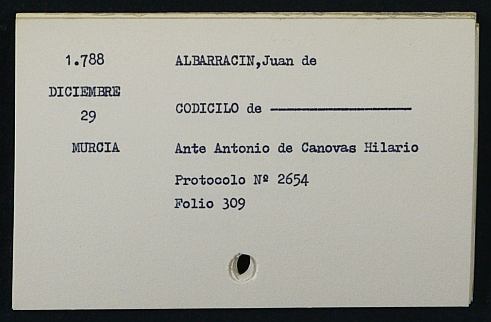 1.788 ALBARRACIN,Juan de
DICIEMBRE
29 CODICILO de
MURCIA Ante Antonio de Canovas Hilario
Protocolo Nº 2654
Folio 309